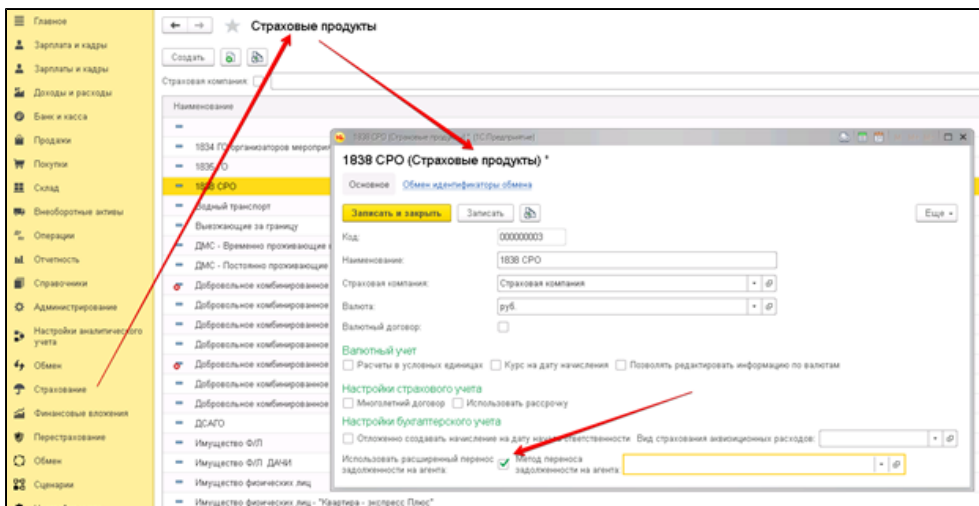 Главное
Зарплата и кадры
Зарплаты и кадры
Доходы и расходы
Банк и касса
Продажи
Покупки
Склад
Внеоборотные активы
Операции
Отчетность
Справочники
Администрирование
Настройки аналитического
учета
Обмен
Страхование
Финансовые вложения
Перестрахование
Обмен
Сценарии
Страховые продукты
Создать
Страховая компания:
Наименование
1834 ГО организаторов мероприя
1835 ГО
1838 СРО
Водный транспорт
Выезжающие за границу
ДМС - Временно проживающие
ДМС - Постоянно проживающие
Добровольное комбинированное
Добровольное комбинированное
Добровольное комбинированное
Добровольное комбинированное
Добровольное комбинированное
Добровольное комбинированное
Добровольное комбинированное
ДСАГО
Имущество Ф/Л
Имущество Ф/Л ДАЧИ
Имущество физических лиц
Имущество физических лиц - "Квартира - экспресс Плюс"
1838 СРО (Страховые продукты) * (1С:Предприятие)
1838 СРО (Страховые продукты) *
Основное Обмен идентификаторы обмена
Записать и закрыть Записать Еще
Код: 000000003
Наименование: 1838 СРО
Страховая компания: Страховая компания
Валюта: руб.
Валютный договор:
Валютный учет
Расчеты в условных единицах Курс на дату начисления Позволять редактировать информацию по валютам
Настройки страхового учета
Многолетний договор Использовать рассрочку
Настройки бухгалтерского учета
Отложенно создавать начисление на дату начала ответственности Вид страхования аквизиционных расходов:
Использовать расширенный перенос Метод переноса
задолженности на агента: задолженности на агента: